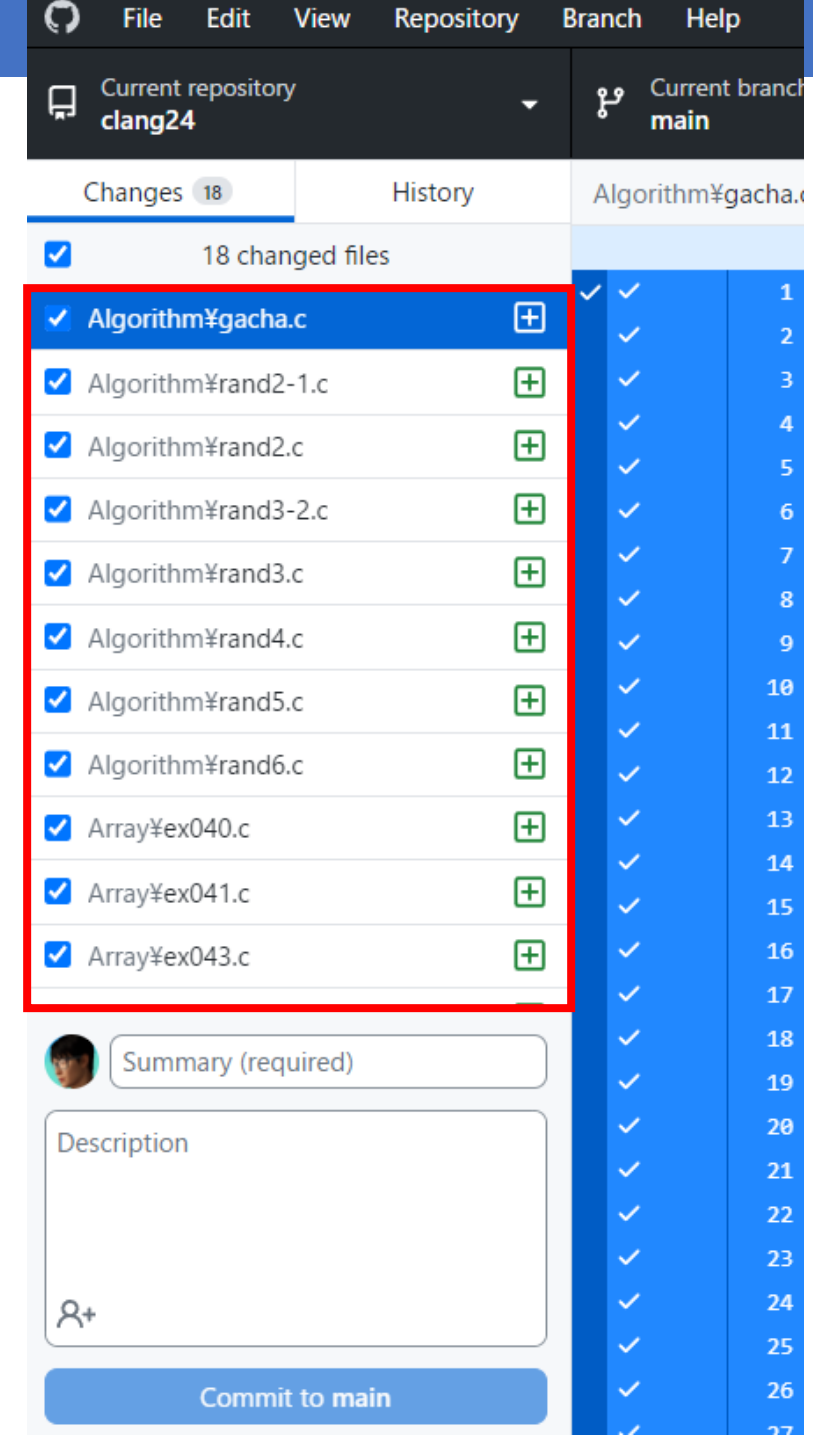 File Edit View Repository Branch Help
Current repository
clang24
Current branch
main
Changes 18
History
Algorithm¥gacha.c
18 changed files
Algorithm¥gacha.c
Algorithm¥rand2-1.c
Algorithm¥rand2.c
Algorithm¥rand3-2.c
Algorithm¥rand3.c
Algorithm¥rand4.c
Algorithm¥rand5.c
Algorithm¥rand6.c
Array¥ex040.c
Array¥ex041.c
Array¥ex043.c
Summary (required)
Description
Commit to main
1
2
3
4
5
6
7
8
9
10
11
12
13
14
15
16
17
18
19
20
21
22
23
24
25
26
27